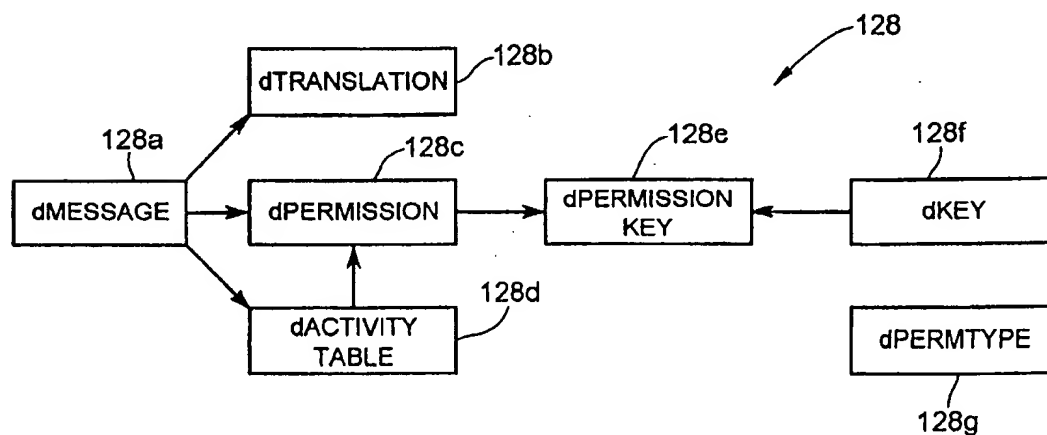 128
128b
dTRANSLATION
128a
128c
128e
128f
dMESSAGE
dPERMISSION
dPERMISSION
KEY
dKEY
128d
dACTIVITY
TABLE
dPERMTYPE
128g